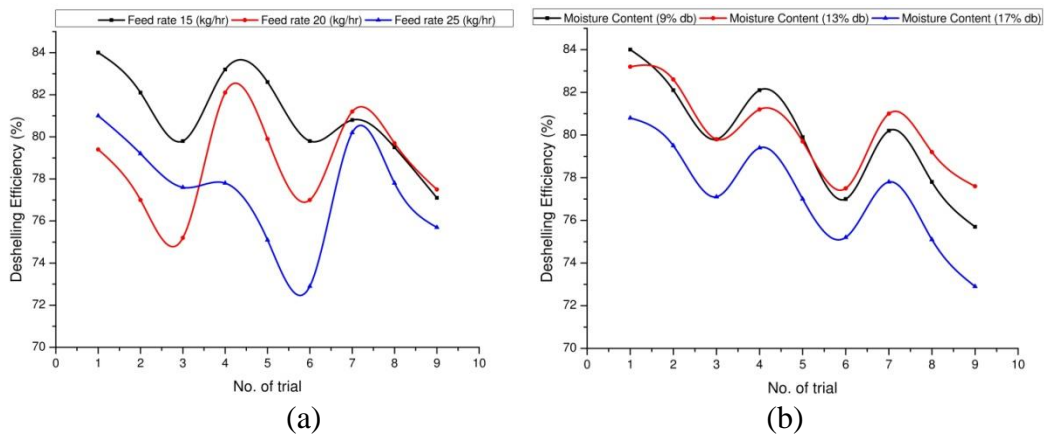 Feed rate 15 (kg/hr) Feed rate 20 (kg/hr) Feed rate 25 (kg/hr)
84
82
80
78
76
74
72
70
Deshelling Efficiency (%)
0 1 2 3 4 5 6 7 8 9 10
No. of trial
(a)
Moisture Content (9% db) Moisture Content (13% db) Moisture Content (17% db)
84
82
80
78
76
74
72
70
Deshelling Efficiency (%)
0 1 2 3 4 5 6 7 8 9 10
No. of trial
(b)